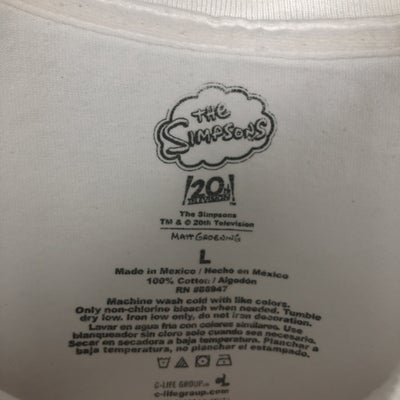 THE
SIMPSONS
20th
TELEVISION
The Simpsons
TM & © 20th Television
MATT GROENING
L
Made in Mexico / Hecho en México
100% Cotton / Algodón
RN #88947
Machine wash cold with like colors.
Only non-chlorine bleach when needed. Tumble
dry low. Iron low only, do not iron decoration.
Lavar en agua fria con colores similares. Use
blanqueador sin cloro solo cuando sea necesario.
Secar en secadora a baja temperatura. Planchar a
baja temperatura, no planchar el estampado.
C-LIFE GROUP
c-lifegroup.com